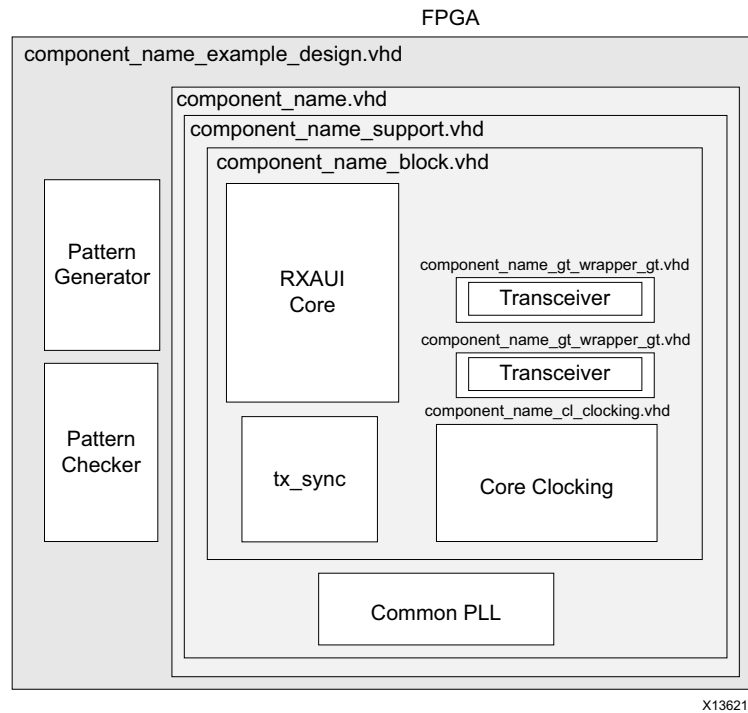 FPGA
component_name_example_design.vhd
component_name.vhd
component_name_support.vhd
component_name_block.vhd
Pattern
Generator
RXAUI
Core
component_name_gt_wrapper_gt.vhd
Transceiver
component_name_gt_wrapper_gt.vhd
Transceiver
component_name_cl_clocking.vhd
Pattern
Checker
tx_sync
Core Clocking
Common PLL
X13621